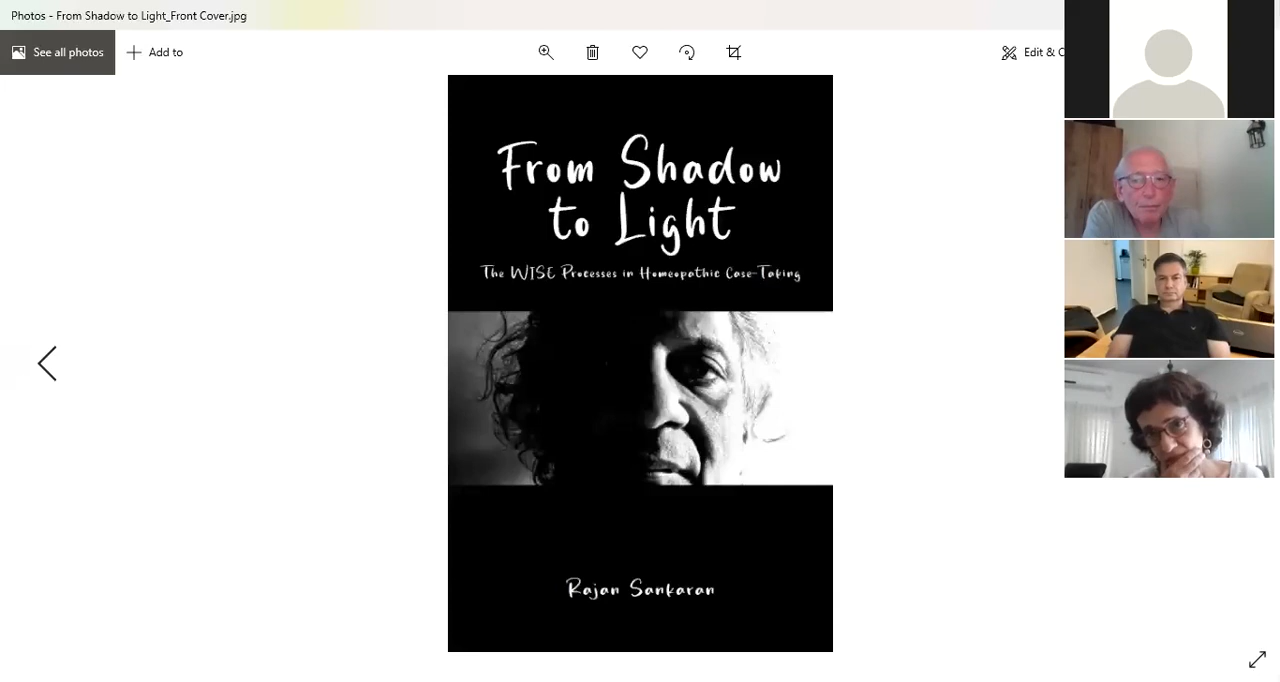 Photos - From Shadow to Light_Front Cover.jpg
See all photos
Add to
Edit & C
From Shadow
to Light
The WISE Processes in Homeopathic Case-Taking
Rajan Sankaran